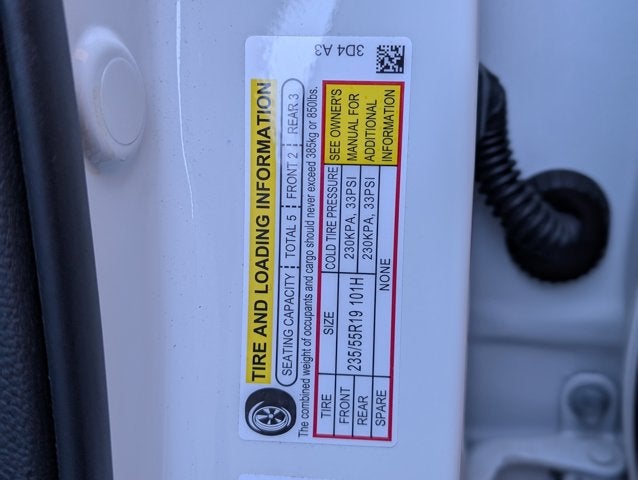 TIRE AND LOADING INFORMATION
SEATING CAPACITY TOTAL 5 FRONT 2 REAR 3
The combined weight of occupants and cargo should never exceed 385kg or 850lbs.
TIRE SIZE COLD TIRE PRESSURE SEE OWNER'S
FRONT 235/55R19 101H 230KPA, 33PSI MANUAL FOR
REAR 230KPA, 33PSI ADDITIONAL
SPARE NONE INFORMATION
3D4 A3